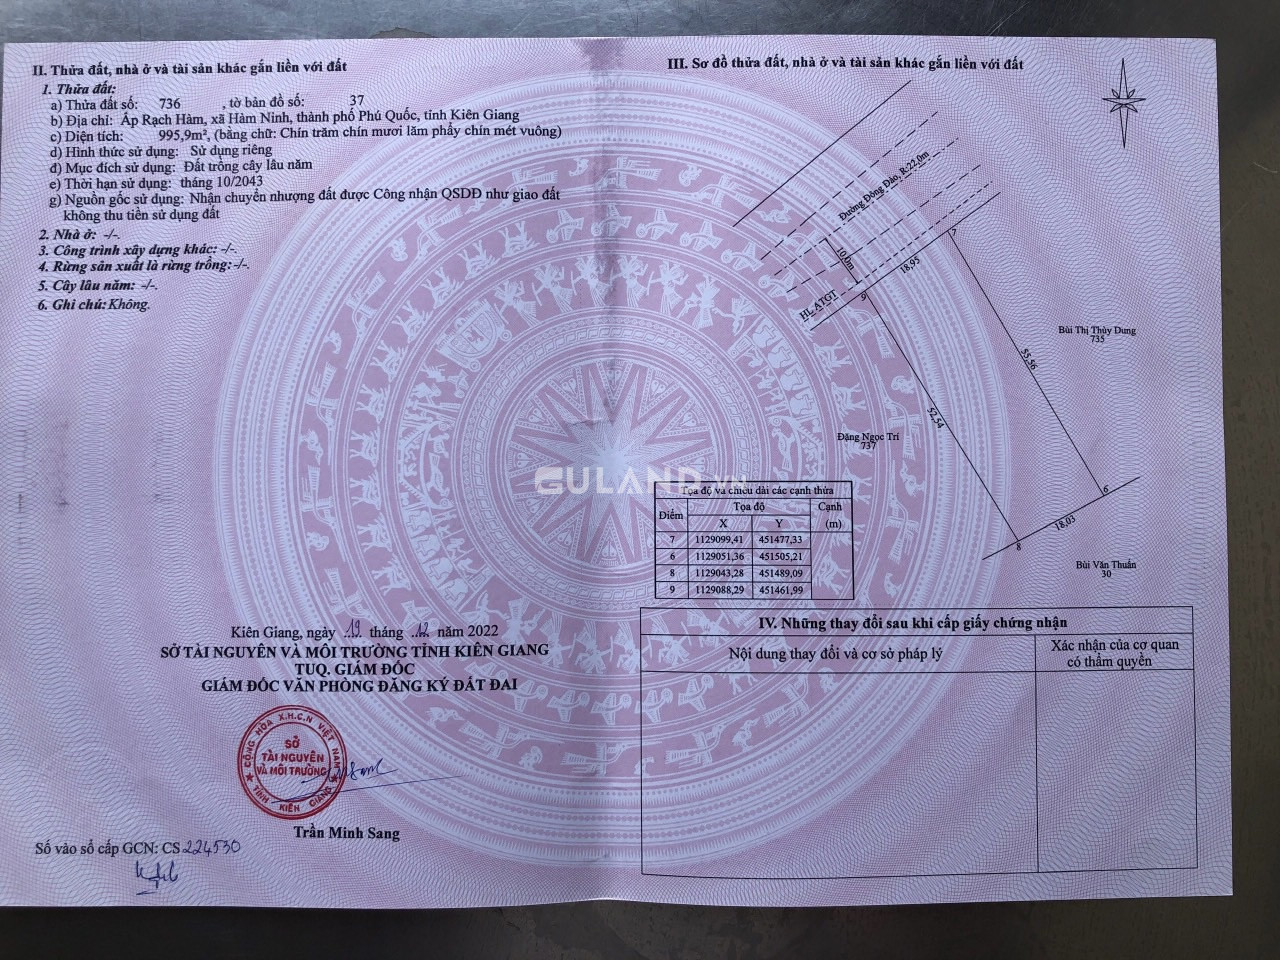 II. Thửa đất, nhà ở và tài sản khác gắn liền với đất
1. Thửa đất:
a) Thửa đất số: 736 , tờ bản đồ số: 37
b) Địa chỉ: Ấp Rạch Hàm, xã Hàm Ninh, thành phố Phú Quốc, tỉnh Kiên Giang
c) Diện tích: 995,9m², (bằng chữ: Chín trăm chín mươi lăm phẩy chín mét vuông)
d) Hình thức sử dụng: Sử dụng riêng
đ) Mục đích sử dụng: Đất trồng cây lâu năm
e) Thời hạn sử dụng: tháng 10/2043
g) Nguồn gốc sử dụng: Nhận chuyển nhượng đất được Công nhận QSDĐ như giao đất
không thu tiền sử dụng đất
2. Nhà ở: -/-.
3. Công trình xây dựng khác: -/-.
4. Rừng sản xuất là rừng trồng: -/-.
5. Cây lâu năm: -/-.
6. Ghi chú: Không.
Kiên Giang, ngày 19 tháng 12 năm 2022
SỞ TÀI NGUYÊN VÀ MÔI TRƯỜNG TỈNH KIÊN GIANG
TUQ. GIÁM ĐỐC
GIÁM ĐỐC VĂN PHÒNG ĐĂNG KÝ ĐẤT ĐAI
CỘNG HÒA X.H.C.N VIỆT NAM
SỞ
TÀI NGUYÊN
VÀ MÔI TRƯỜNG
TỈNH KIÊN GIANG
Trần Minh Sang
Số vào sổ cấp GCN: CS 224530
III. Sơ đồ thửa đất, nhà ở và tài sản khác gắn liền với đất
Đường Đông Đảo, R:22,0m
10,0m
HL ATGT
7
18,95
9
Bùi Thị Thùy Dung
735
55,56
52,54
Đặng Ngọc Trí
737
6
18,03
8
Bùi Văn Thuấn
30
GULAND.VN
Tọa độ và chiều dài các cạnh thửa
Điểm Tọa độ Cạnh
X Y (m)
7 1129099,41 451477,33
6 1129051,36 451505,21
8 1129043,28 451489,09
9 1129088,29 451461,99
IV. Những thay đổi sau khi cấp giấy chứng nhận
Nội dung thay đổi và cơ sở pháp lý
Xác nhận của cơ quan
có thẩm quyền